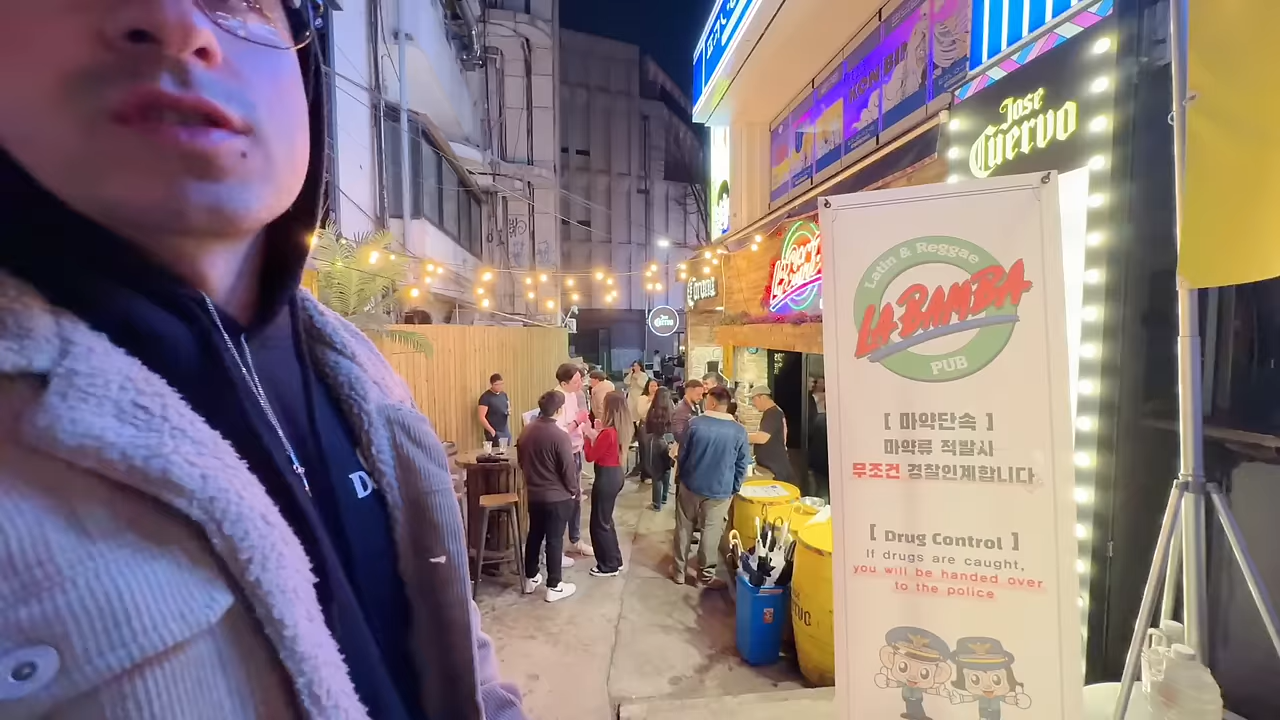 Jose
Cuervo
Latin & Reggae
LA BAMBA
PUB
[ 마약단속 ]
마약류 적발시
무조건 경찰인계합니다.
[ Drug Control ]
If drugs are caught,
you will be handed over
to the police
Jose
Cuervo
D